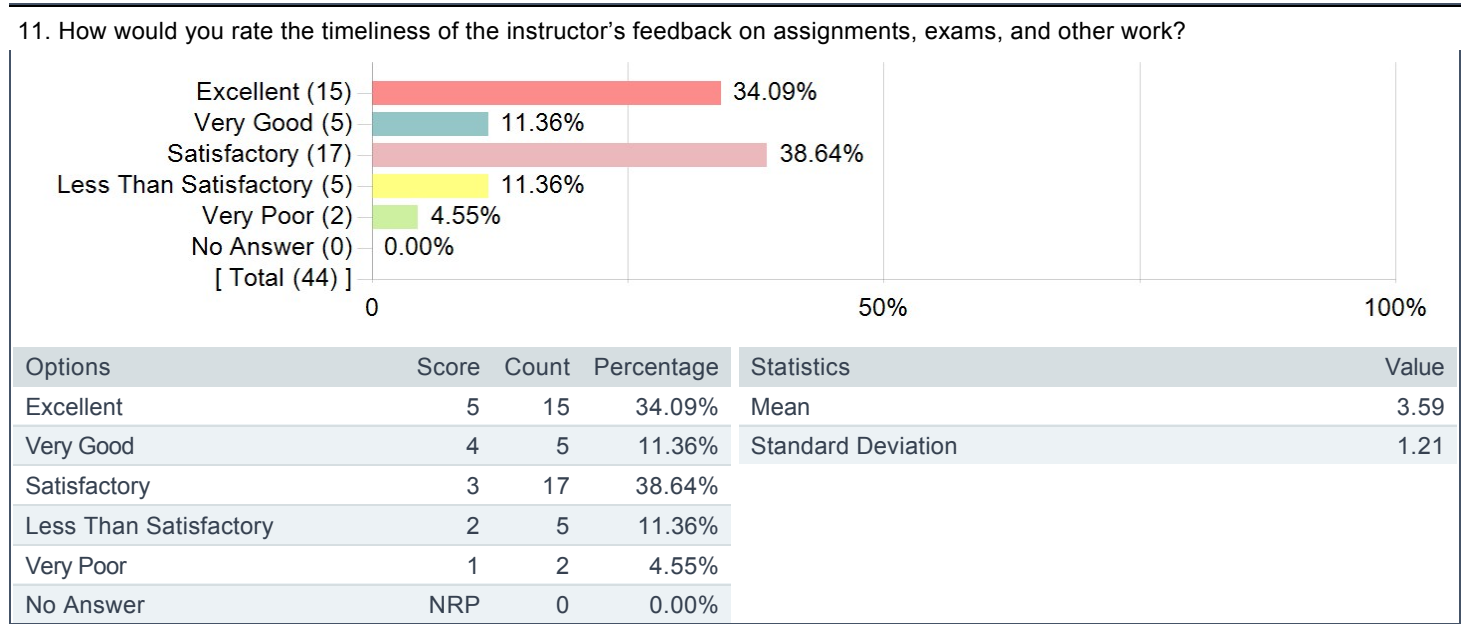 11. How would you rate the timeliness of the instructor’s feedback on assignments, exams, and other work?
Excellent (15) 34.09%
Very Good (5) 11.36%
Satisfactory (17) 38.64%
Less Than Satisfactory (5) 11.36%
Very Poor (2) 4.55%
No Answer (0) 0.00%
[ Total (44) ]
0 50% 100%
Options Score Count Percentage
Excellent 5 15 34.09%
Very Good 4 5 11.36%
Satisfactory 3 17 38.64%
Less Than Satisfactory 2 5 11.36%
Very Poor 1 2 4.55%
No Answer NRP 0 0.00%
Statistics Value
Mean 3.59
Standard Deviation 1.21